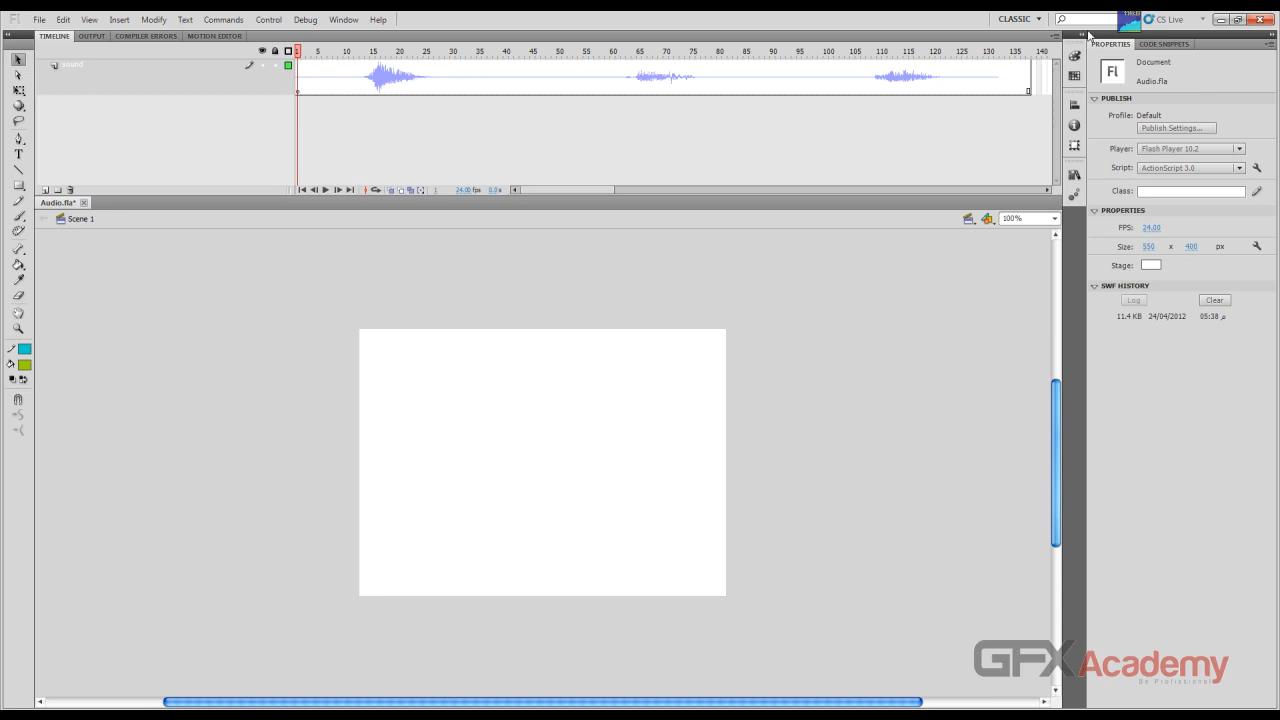 Fl File Edit View Insert Modify Text Commands Control Debug Window Help CLASSIC CS Live
TIMELINE OUTPUT COMPILER ERRORS MOTION EDITOR
1 5 10 15 20 25 30 35 40 45 50 55 60 65 70 75 80 85 90 95 100 105 110 115 120 125 130 135 140
sound
1 24.00 fps 0.0 s
Audio.fla*
Scene 1
100%
PROPERTIES CODE SNIPPETS
Fl
Document
Audio.fla
PUBLISH
Profile: Default
Publish Settings...
Player: Flash Player 10.2
Script: ActionScript 3.0
Class:
PROPERTIES
FPS: 24.00
Size: 550 x 400 px
Stage:
SWF HISTORY
Log Clear
11.4 KB 24/04/2012 05:38 م
GFX Academy
Be Professional